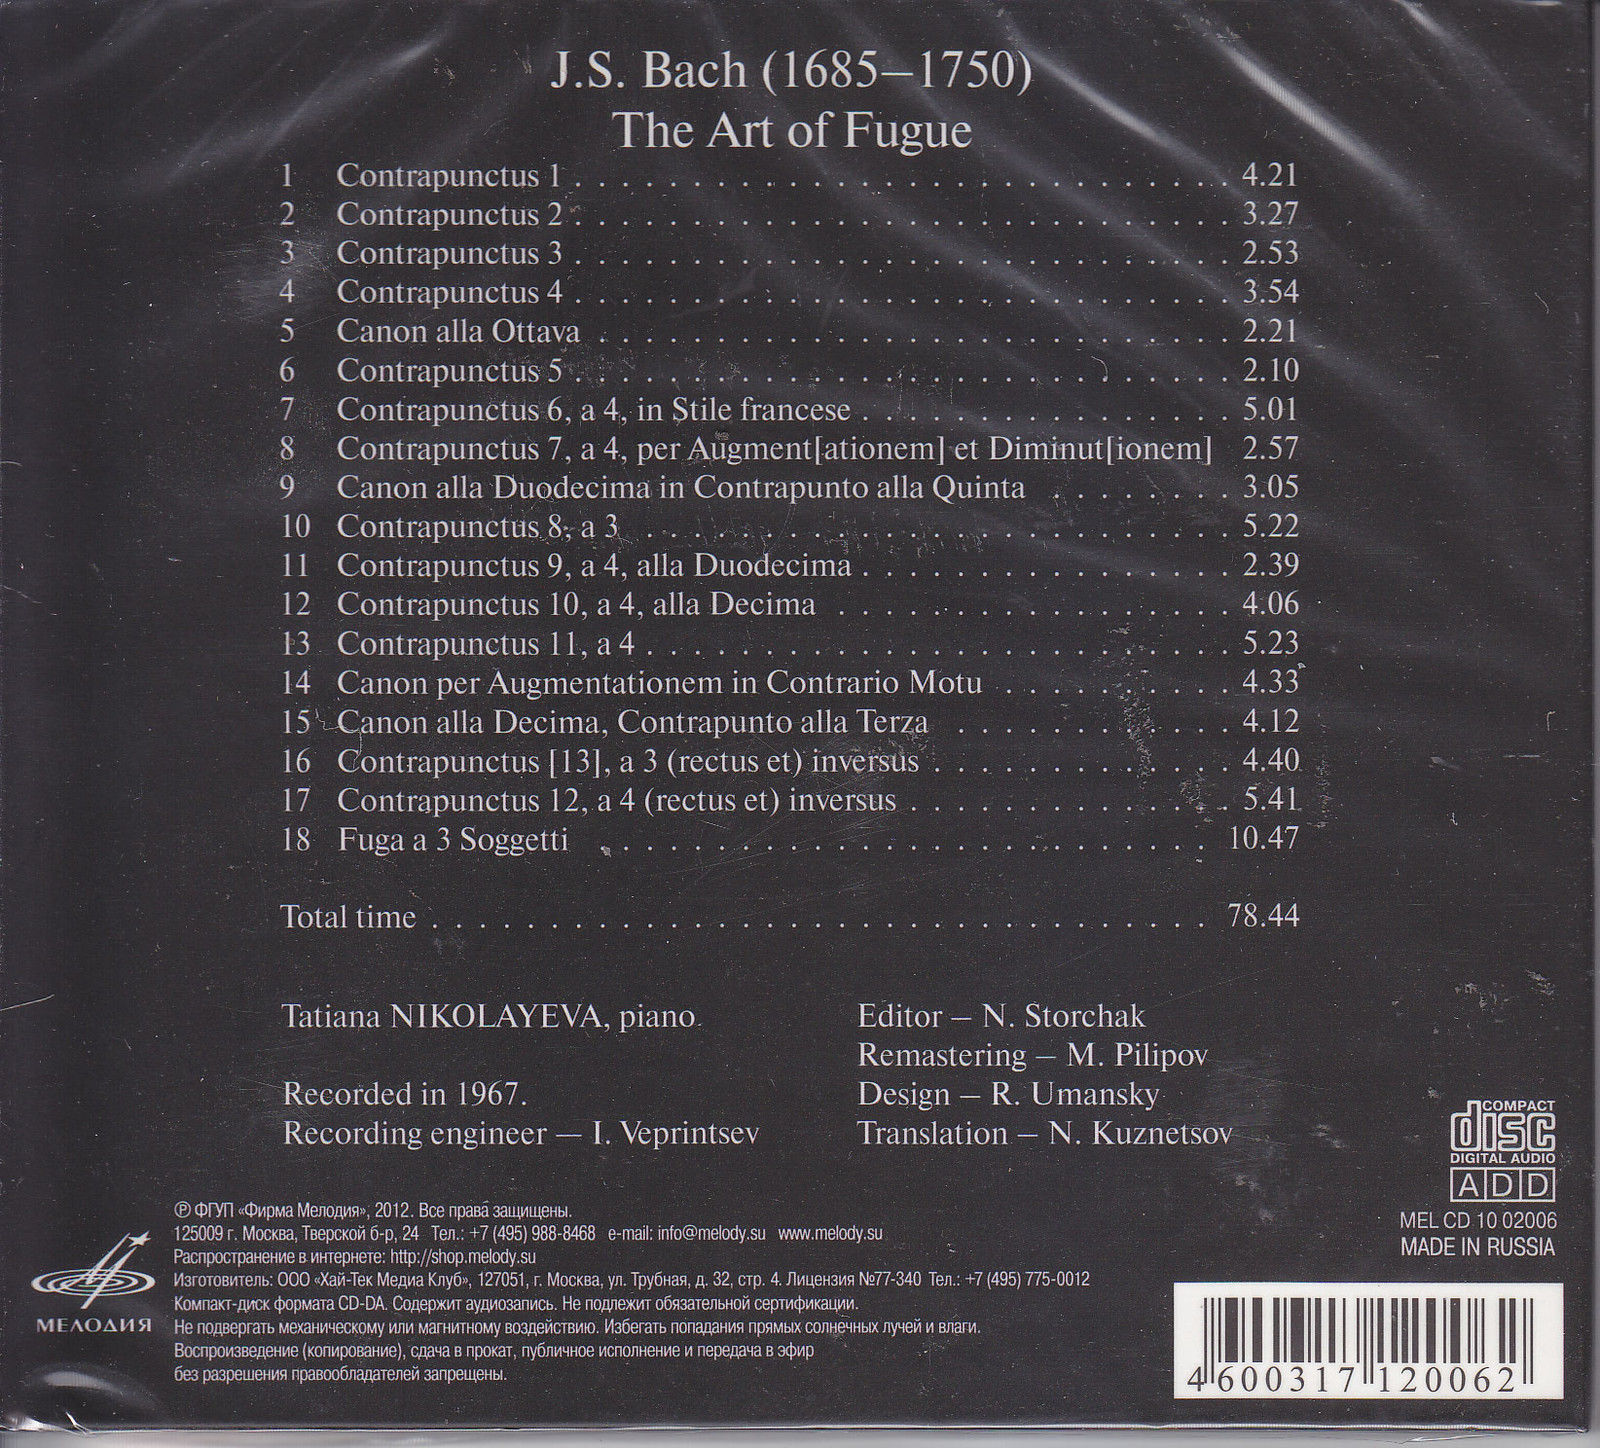 J.S. Bach (1685–1750)
The Art of Fugue
1 Contrapunctus 1 . . . . . . . . . . . . . . . . . . . . . . . . . . . . 4.21
2 Contrapunctus 2 . . . . . . . . . . . . . . . . . . . . . . . . . . . . 3.27
3 Contrapunctus 3 . . . . . . . . . . . . . . . . . . . . . . . . . . . . 2.53
4 Contrapunctus 4 . . . . . . . . . . . . . . . . . . . . . . . . . . . . 3.54
5 Canon alla Ottava . . . . . . . . . . . . . . . . . . . . . . . . . . . 2.21
6 Contrapunctus 5 . . . . . . . . . . . . . . . . . . . . . . . . . . . . 2.10
7 Contrapunctus 6, a 4, in Stile francese . . . . . . . . . . . . . . . . 5.01
8 Contrapunctus 7, a 4, per Augment[ationem] et Diminut[ionem] 2.57
9 Canon alla Duodecima in Contrapunto alla Quinta . . . . . . . . 3.05
10 Contrapunctus 8, a 3 . . . . . . . . . . . . . . . . . . . . . . . . . 5.22
11 Contrapunctus 9, a 4, alla Duodecima . . . . . . . . . . . . . . . . 2.39
12 Contrapunctus 10, a 4, alla Decima . . . . . . . . . . . . . . . . . 4.06
13 Contrapunctus 11, a 4 . . . . . . . . . . . . . . . . . . . . . . . . . 5.23
14 Canon per Augmentationem in Contrario Motu . . . . . . . . . . 4.33
15 Canon alla Decima, Contrapunto alla Terza . . . . . . . . . . . . 4.12
16 Contrapunctus [13], a 3 (rectus et) inversus . . . . . . . . . . . . . 4.40
17 Contrapunctus 12, a 4 (rectus et) inversus . . . . . . . . . . . . . . 5.41
18 Fuga a 3 Soggetti . . . . . . . . . . . . . . . . . . . . . . . . . . 10.47
Total time . . . . . . . . . . . . . . . . . . . . . . . . . . . . . . . . . 78.44
Tatiana NIKOLAYEVA, piano.
Recorded in 1967.
Recording engineer – I. Veprintsev
Editor – N. Storchak
Remastering – M. Pilipov
Design – R. Umansky
Translation – N. Kuznetsov
COMPACT
disc
DIGITAL AUDIO
ADD
MEL CD 10 02006
MADE IN RUSSIA
МЕЛОДИЯ
℗ ФГУП «Фирма Мелодия», 2012. Все права защищены.
125009 г. Москва, Тверской б-р, 24 Тел.: +7 (495) 988-8468 e-mail: info@melody.su www.melody.su
Распространение в интернете: http://shop.melody.su
Изготовитель: ООО «Хай-Тек Медиа Клуб», 127051, г. Москва, ул. Трубная, д. 32, стр. 4. Лицензия №77-340 Тел.: +7 (495) 775-0012
Компакт-диск формата CD-DA. Содержит аудиозапись. Не подлежит обязательной сертификации.
Не подвергать механическому или магнитному воздействию. Избегать попадания прямых солнечных лучей и влаги.
Воспроизведение (копирование), сдача в прокат, публичное исполнение и передача в эфир
без разрешения правообладателей запрещены.
4 600317 120062